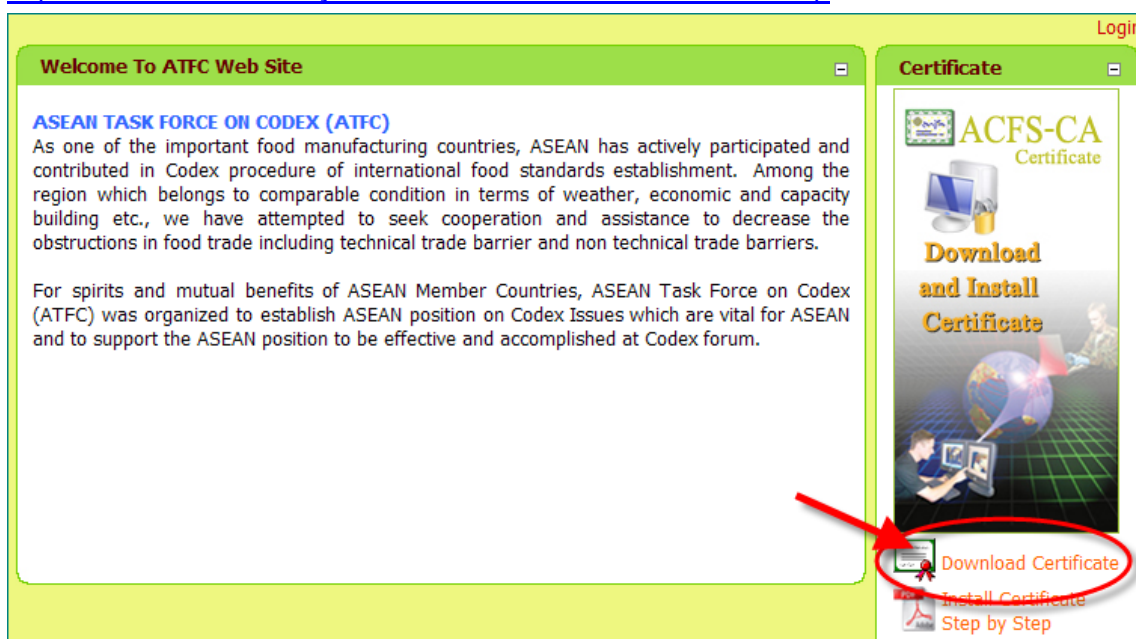 Login
Welcome To ATFC Web Site
ASEAN TASK FORCE ON CODEX (ATFC)
As one of the important food manufacturing countries, ASEAN has actively participated and
contributed in Codex procedure of international food standards establishment. Among the
region which belongs to comparable condition in terms of weather, economic and capacity
building etc., we have attempted to seek cooperation and assistance to decrease the
obstructions in food trade including technical trade barrier and non technical trade barriers.
For spirits and mutual benefits of ASEAN Member Countries, ASEAN Task Force on Codex
(ATFC) was organized to establish ASEAN position on Codex Issues which are vital for ASEAN
and to support the ASEAN position to be effective and accomplished at Codex forum.
Certificate
ACFS-CA
Certificate
Download
and Install
Certificate
Download Certificate
Install Certificate
Step by Step